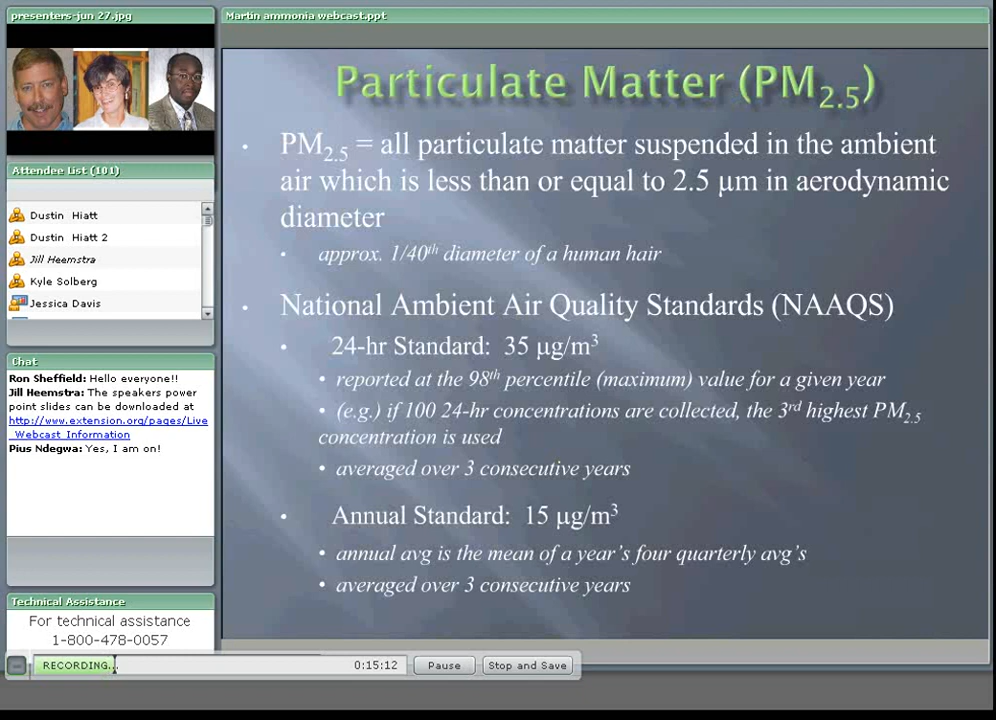 presenters-jun 27.jpg
Attendee List (101)
Dustin Hiatt
Dustin Hiatt 2
Jill Heemstra
Kyle Solberg
Jessica Davis
Chat
Ron Sheffield: Hello everyone!!
Jill Heemstra: The speakers power
point slides can be downloaded at
http://www.extension.org/pages/Live
_Webcast_Information
Pius Ndegwa: Yes, I am on!
Technical Assistance
For technical assistance
1-800-478-0057
Martin ammonia webcast.ppt
Particulate Matter (PM2.5)
• PM2.5 = all particulate matter suspended in the ambient
air which is less than or equal to 2.5 µm in aerodynamic
diameter
• approx. 1/40th diameter of a human hair
• National Ambient Air Quality Standards (NAAQS)
• 24-hr Standard: 35 µg/m3
• reported at the 98th percentile (maximum) value for a given year
• (e.g.) if 100 24-hr concentrations are collected, the 3rd highest PM2.5
concentration is used
• averaged over 3 consecutive years
• Annual Standard: 15 µg/m3
• annual avg is the mean of a year's four quarterly avg's
• averaged over 3 consecutive years
RECORDING... 0:15:12 Pause Stop and Save